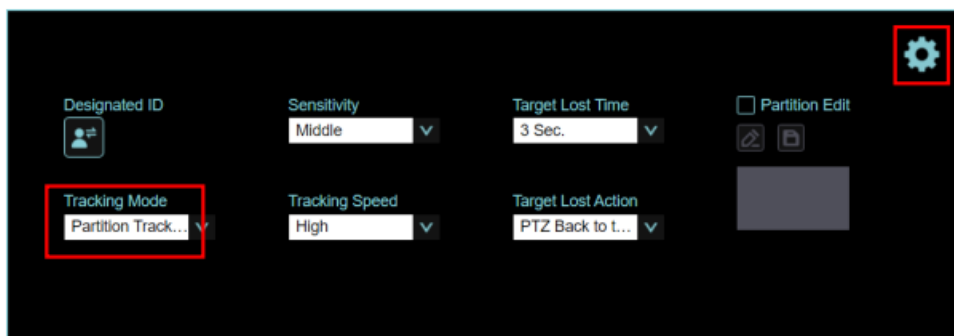 Designated ID
Sensitivity
Target Lost Time
Partition Edit
Middle
3 Sec.
Tracking Mode
Tracking Speed
Target Lost Action
Partition Track...
High
PTZ Back to t...